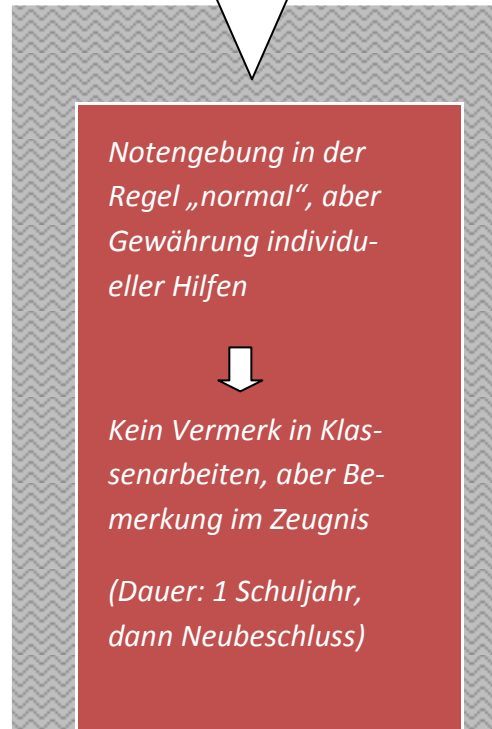 Notengebung in der
Regel „normal“, aber
Gewährung individu-
eller Hilfen
Kein Vermerk in Klas-
senarbeiten, aber Be-
merkung im Zeugnis
(Dauer: 1 Schuljahr,
dann Neubeschluss)